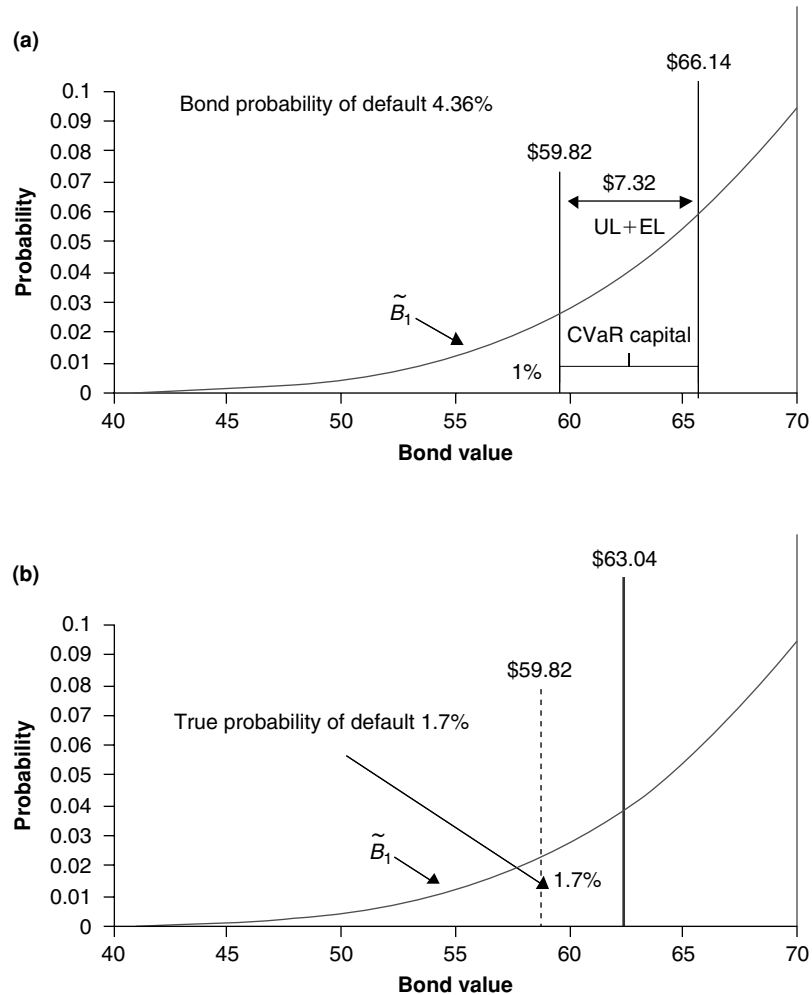 (a)
$66.14
0.1
Bond probability of default 4.36%
0.09
$59.82
0.08
0.07
$7.32
0.06
UL+EL
0.05
0.04
0.03
B̃₁
0.02
CVaR capital
0.01
1%
0
Probability
40 45 50 55 60 65 70
Bond value
(b)
$63.04
0.1
0.09
$59.82
0.08
0.07
True probability of default 1.7%
0.06
0.05
0.04
0.03
B̃₁
0.02
1.7%
0.01
0
Probability
40 45 50 55 60 65 70
Bond value